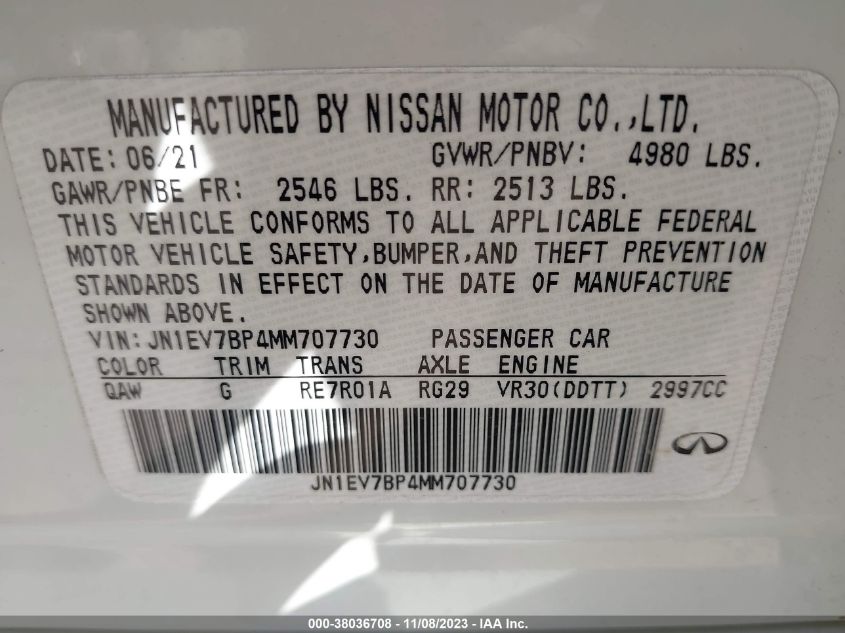 MANUFACTURED BY NISSAN MOTOR CO.,LTD.
DATE: 06/21 GVWR/PNBV: 4980 LBS.
GAWR/PNBE FR: 2546 LBS. RR: 2513 LBS.
THIS VEHICLE CONFORMS TO ALL APPLICABLE FEDERAL
MOTOR VEHICLE SAFETY,BUMPER,AND THEFT PREVENTION
STANDARDS IN EFFECT ON THE DATE OF MANUFACTURE
SHOWN ABOVE.
VIN:JN1EV7BP4MM707730 PASSENGER CAR
COLOR TRIM TRANS AXLE ENGINE
QAW G RE7R01A RG29 VR30(DDTT) 2997CC
JN1EV7BP4MM707730
000-38036708 - 11/08/2023 - IAA Inc.